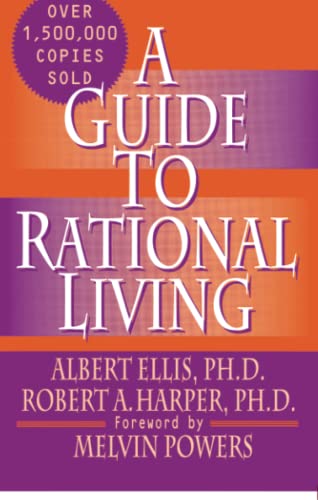 OVER
1,500,000
COPIES
SOLD
A
GUIDE
TO
RATIONAL
LIVING
ALBERT ELLIS, PH.D.
ROBERT A. HARPER, PH.D.
Foreword by
MELVIN POWERS